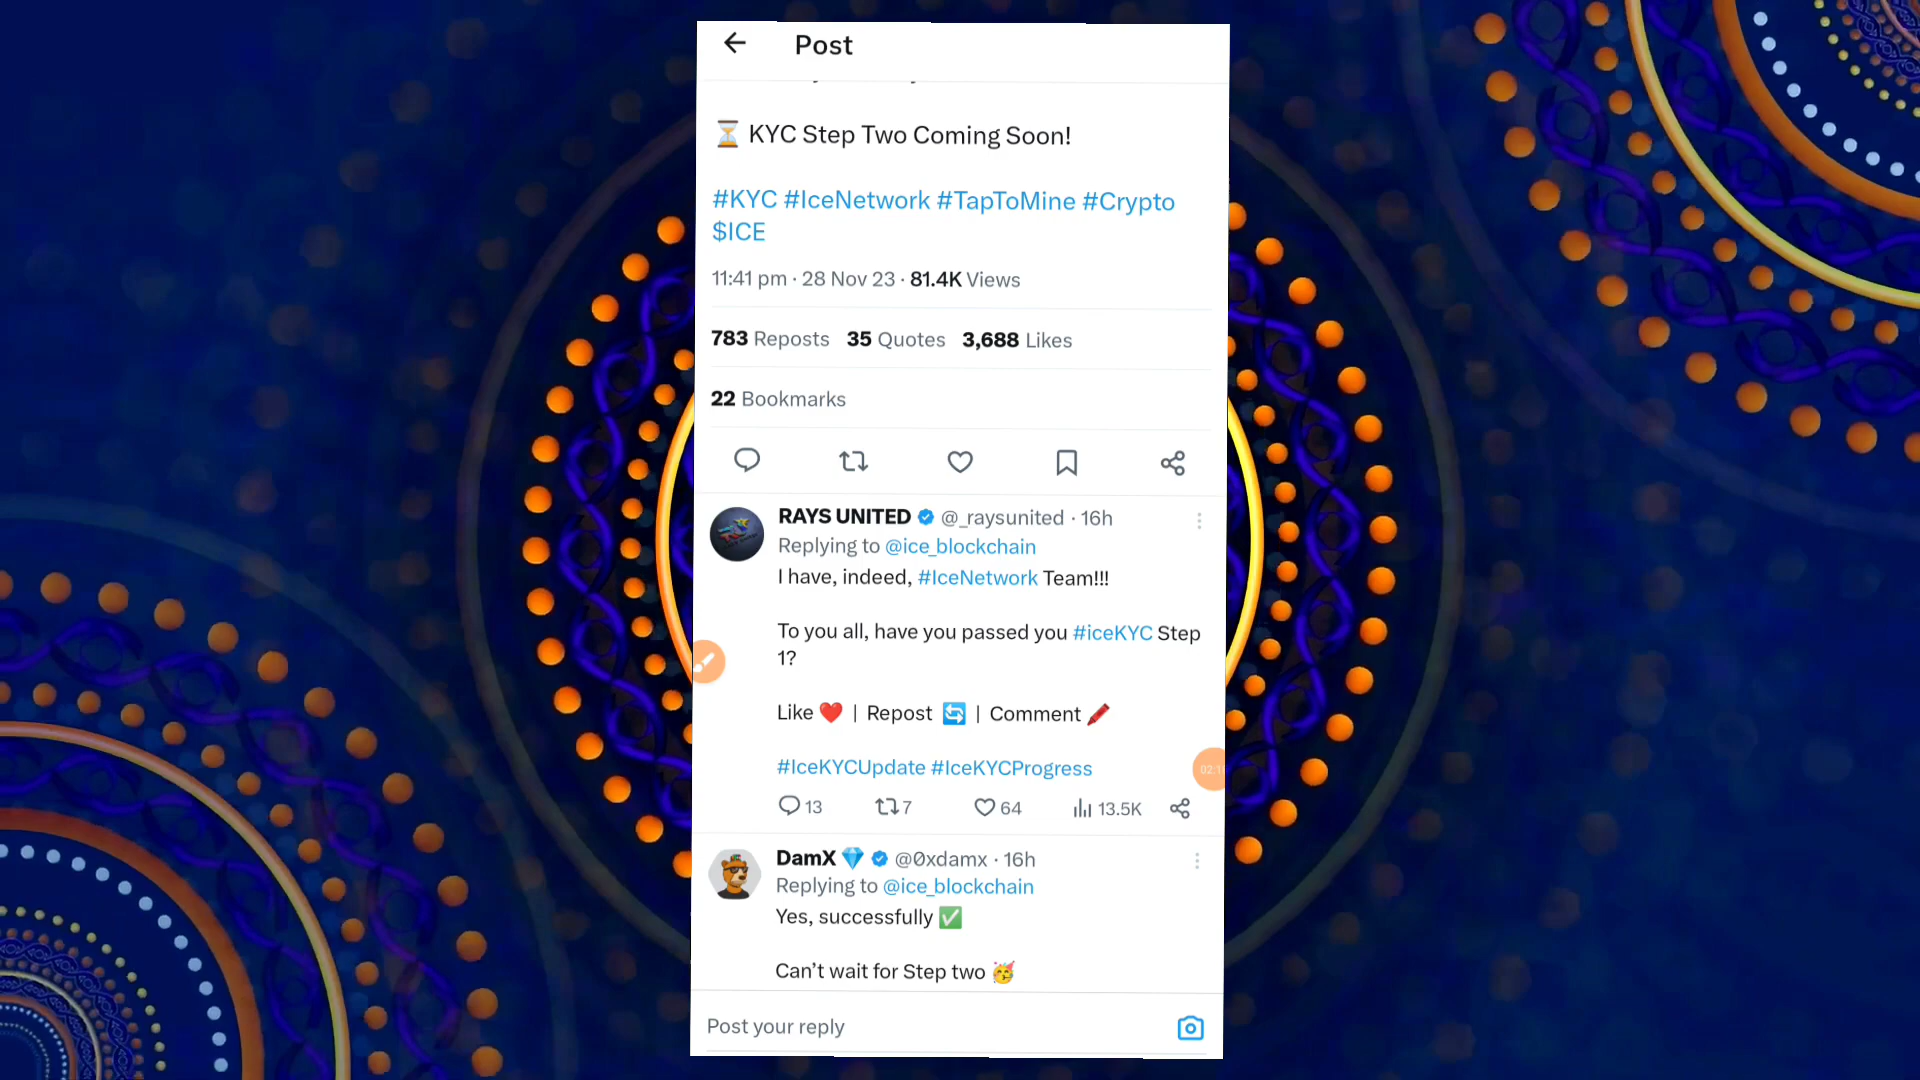 Post
⏳ KYC Step Two Coming Soon!
#KYC #IceNetwork #TapToMine #Crypto
$ICE
11:41 pm · 28 Nov 23 · 81.4K Views
783 Reposts 35 Quotes 3,688 Likes
22 Bookmarks
RAYS UNITED @_raysunited · 16h
Replying to @ice_blockchain
I have, indeed, #IceNetwork Team!!!
To you all, have you passed you #iceKYC Step
1?
Like ❤️ | Repost 🔄 | Comment 🖍️
#IceKYCUpdate #IceKYCProgress
13 7 64 13.5K
DamX 💎 @0xdamx · 16h
Replying to @ice_blockchain
Yes, successfully ✅
Can't wait for Step two 🥳
Post your reply